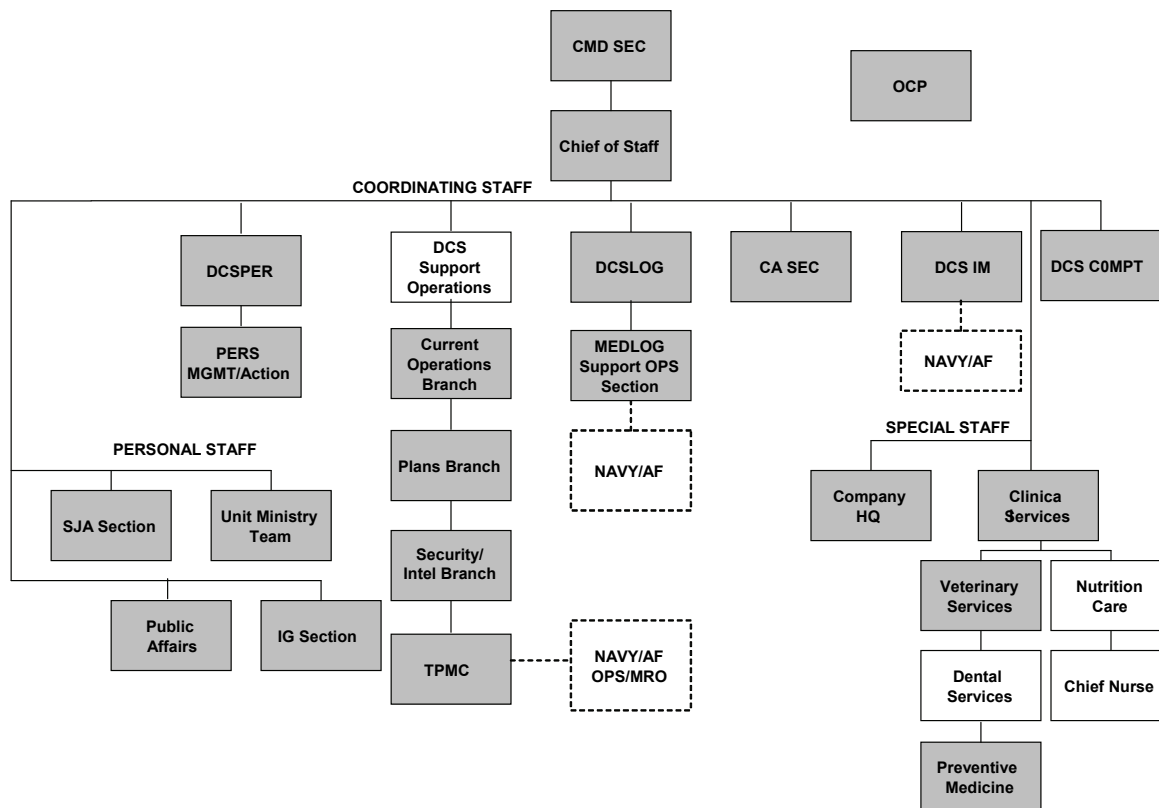 CMD SEC
OCP
Chief of Staff
COORDINATING STAFF
DCSPER
DCS
Support
Operations
DCSLOG
CA SEC
DCS IM
DCS C0MPT
PERS
MGMT/Action
Current
Operations
Branch
MEDLOG
Support OPS
Section
NAVY/AF
PERSONAL STAFF
SPECIAL STAFF
SJA Section
Unit Ministry
Team
Plans Branch
NAVY/AF
Company
HQ
Clinica
lServices
Security/
Intel Branch
Veterinary
Services
Nutrition
Care
Public
Affairs
IG Section
TPMC
NAVY/AF
OPS/MRO
Dental
Services
Chief Nurse
Preventive
Medicine